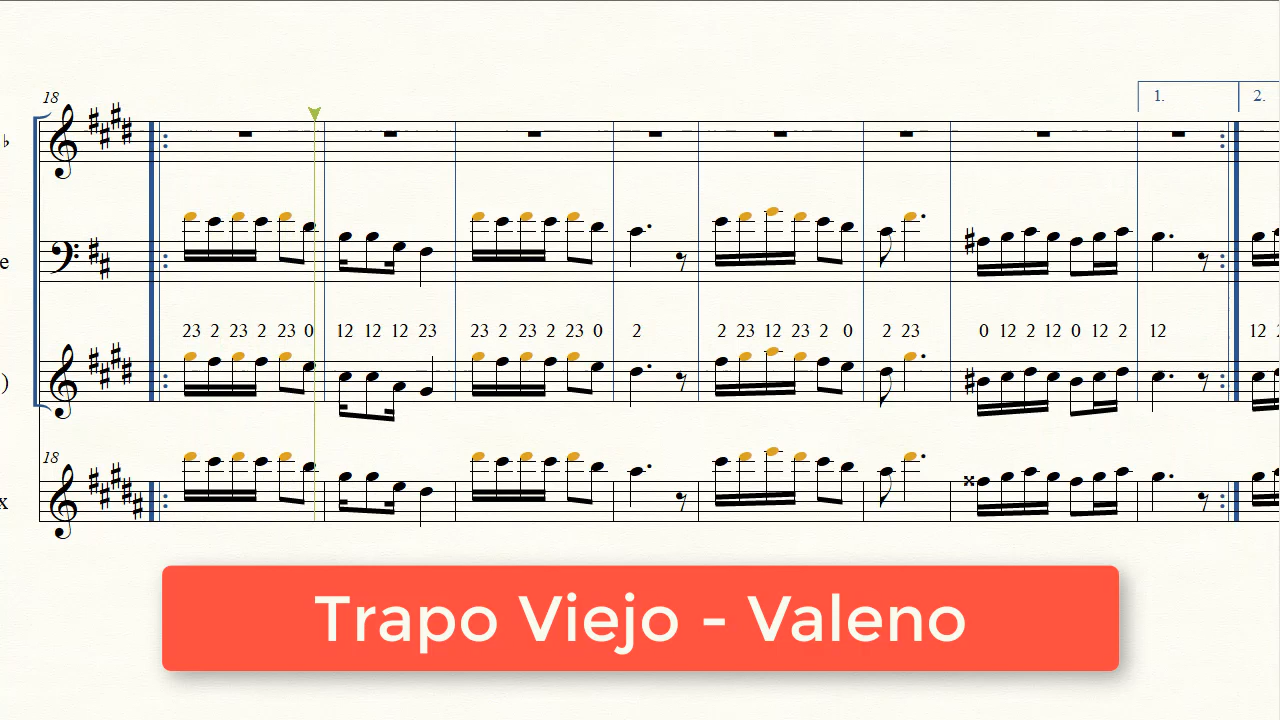 18
1.
2.
♭
e
23 2 23 2 23 0 12 12 12 23 23 2 23 2 23 0 2 2 23 12 23 2 0 2 23 0 12 2 12 0 12 2 12 12
)
18
x
Trapo Viejo - Valeno